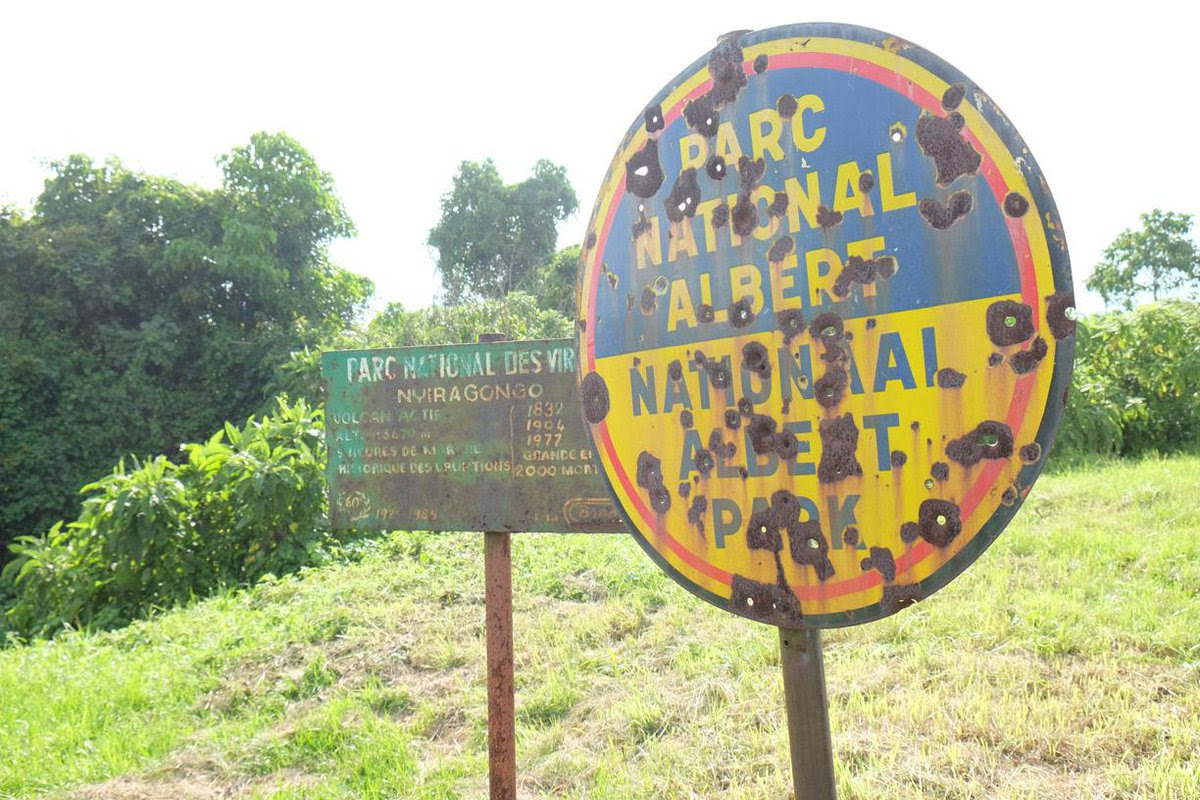 PARC NATIONAL DES VIR
NYIRAGONGO
VOLCAN ACTIF
1832
1904
1977
GRANDE
HISTORIQUE DES ERUPTIONS
2000 MORT
1985
PARC
NATIONAL
ALBERT
NATIONAAL
ALBERT
PARK